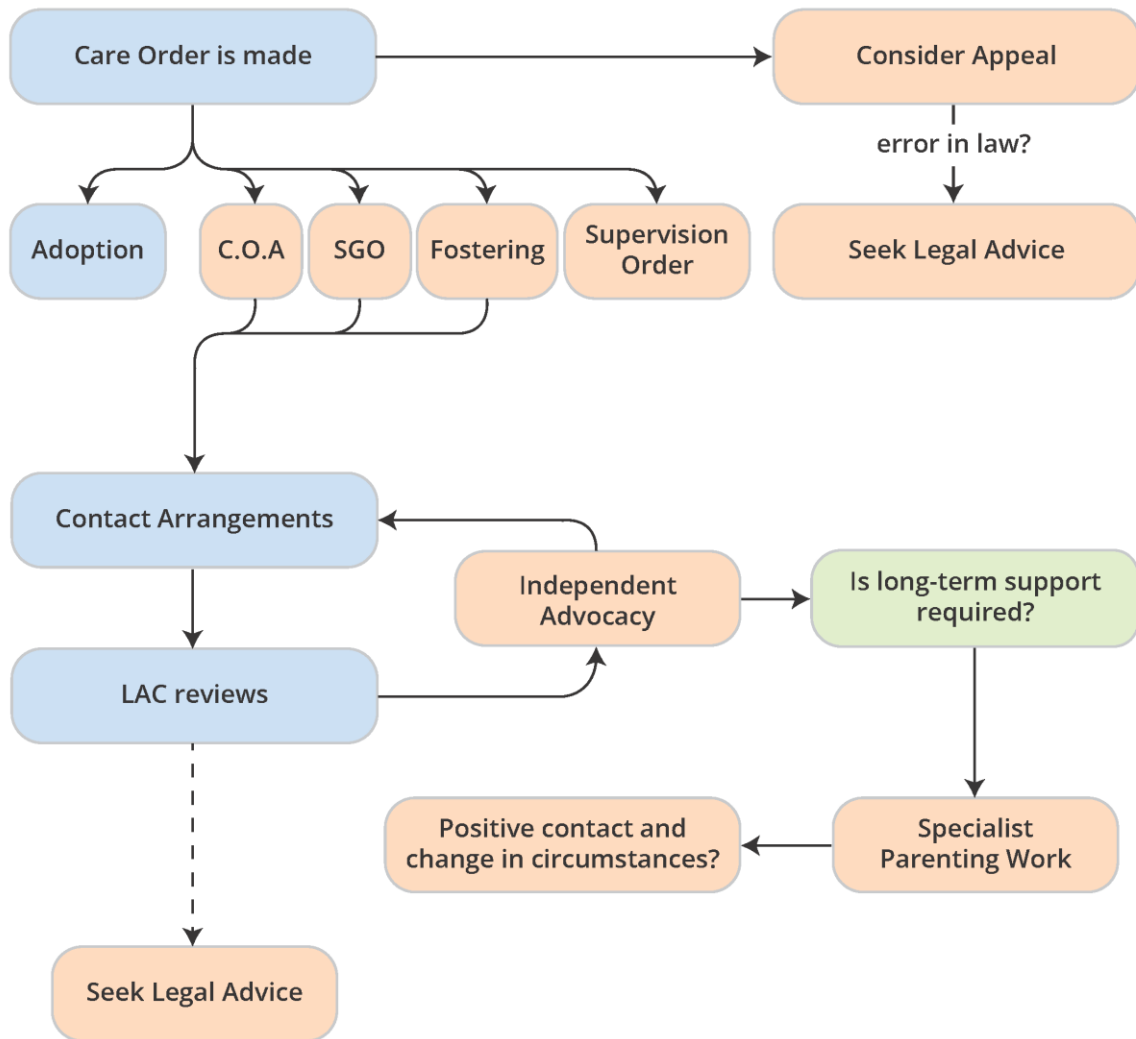 Care Order is made
Consider Appeal
error in law?
Adoption
C.O.A
SGO
Fostering
Supervision
Order
Seek Legal Advice
Contact Arrangements
Independent
Advocacy
Is long-term support
required?
LAC reviews
Positive contact and
change in circumstances?
Specialist
Parenting Work
Seek Legal Advice